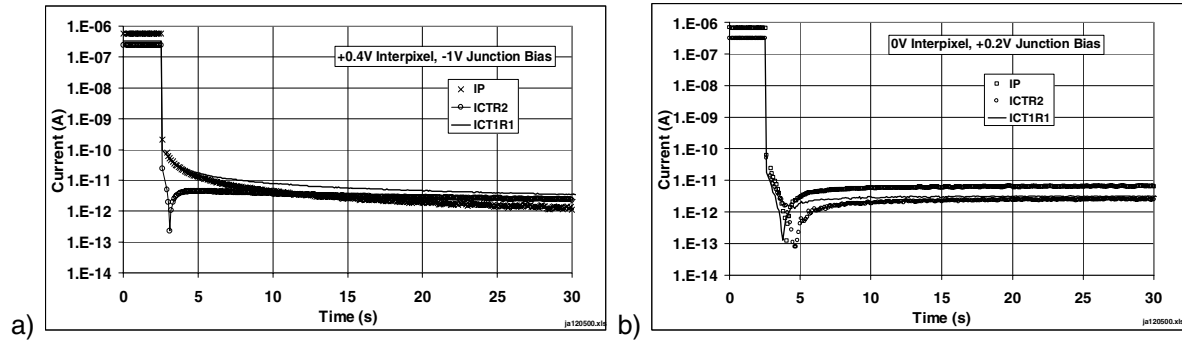 1.E-06
1.E-07
1.E-08
1.E-09
1.E-10
1.E-11
1.E-12
1.E-13
1.E-14
Current (A)
+0.4V Interpixel, -1V Junction Bias
IP
ICTR2
ICT1R1
0 5 10 15 20 25 30
Time (s)
ja120500.xls
a)
1.E-06
1.E-07
1.E-08
1.E-09
1.E-10
1.E-11
1.E-12
1.E-13
1.E-14
Current (A)
0V Interpixel, +0.2V Junction Bias
IP
ICTR2
ICT1R1
0 5 10 15 20 25 30
Time (s)
ja120500.xls
b)